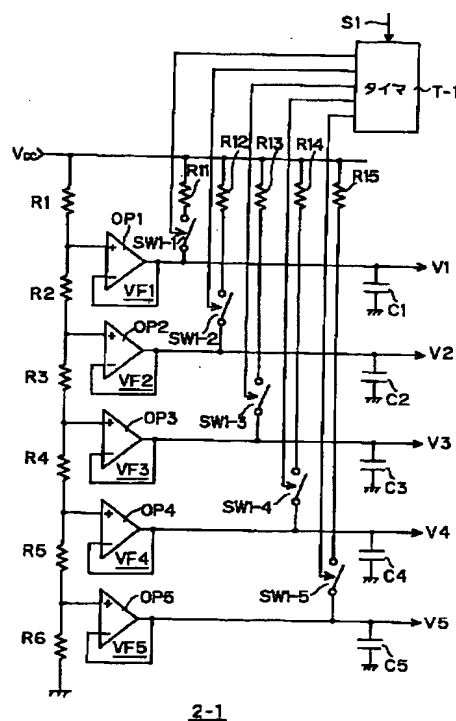 S1
タイマ
T-1
VDC
R11
R12
R13
R14
R15
R1
OP1
SW1-1
VF1
V1
C1
R2
OP2
SW1-2
VF2
V2
C2
R3
OP3
SW1-3
VF3
V3
C3
R4
OP4
SW1-4
VF4
V4
C4
R5
OP5
SW1-5
VF5
V5
C5
R6
2-1